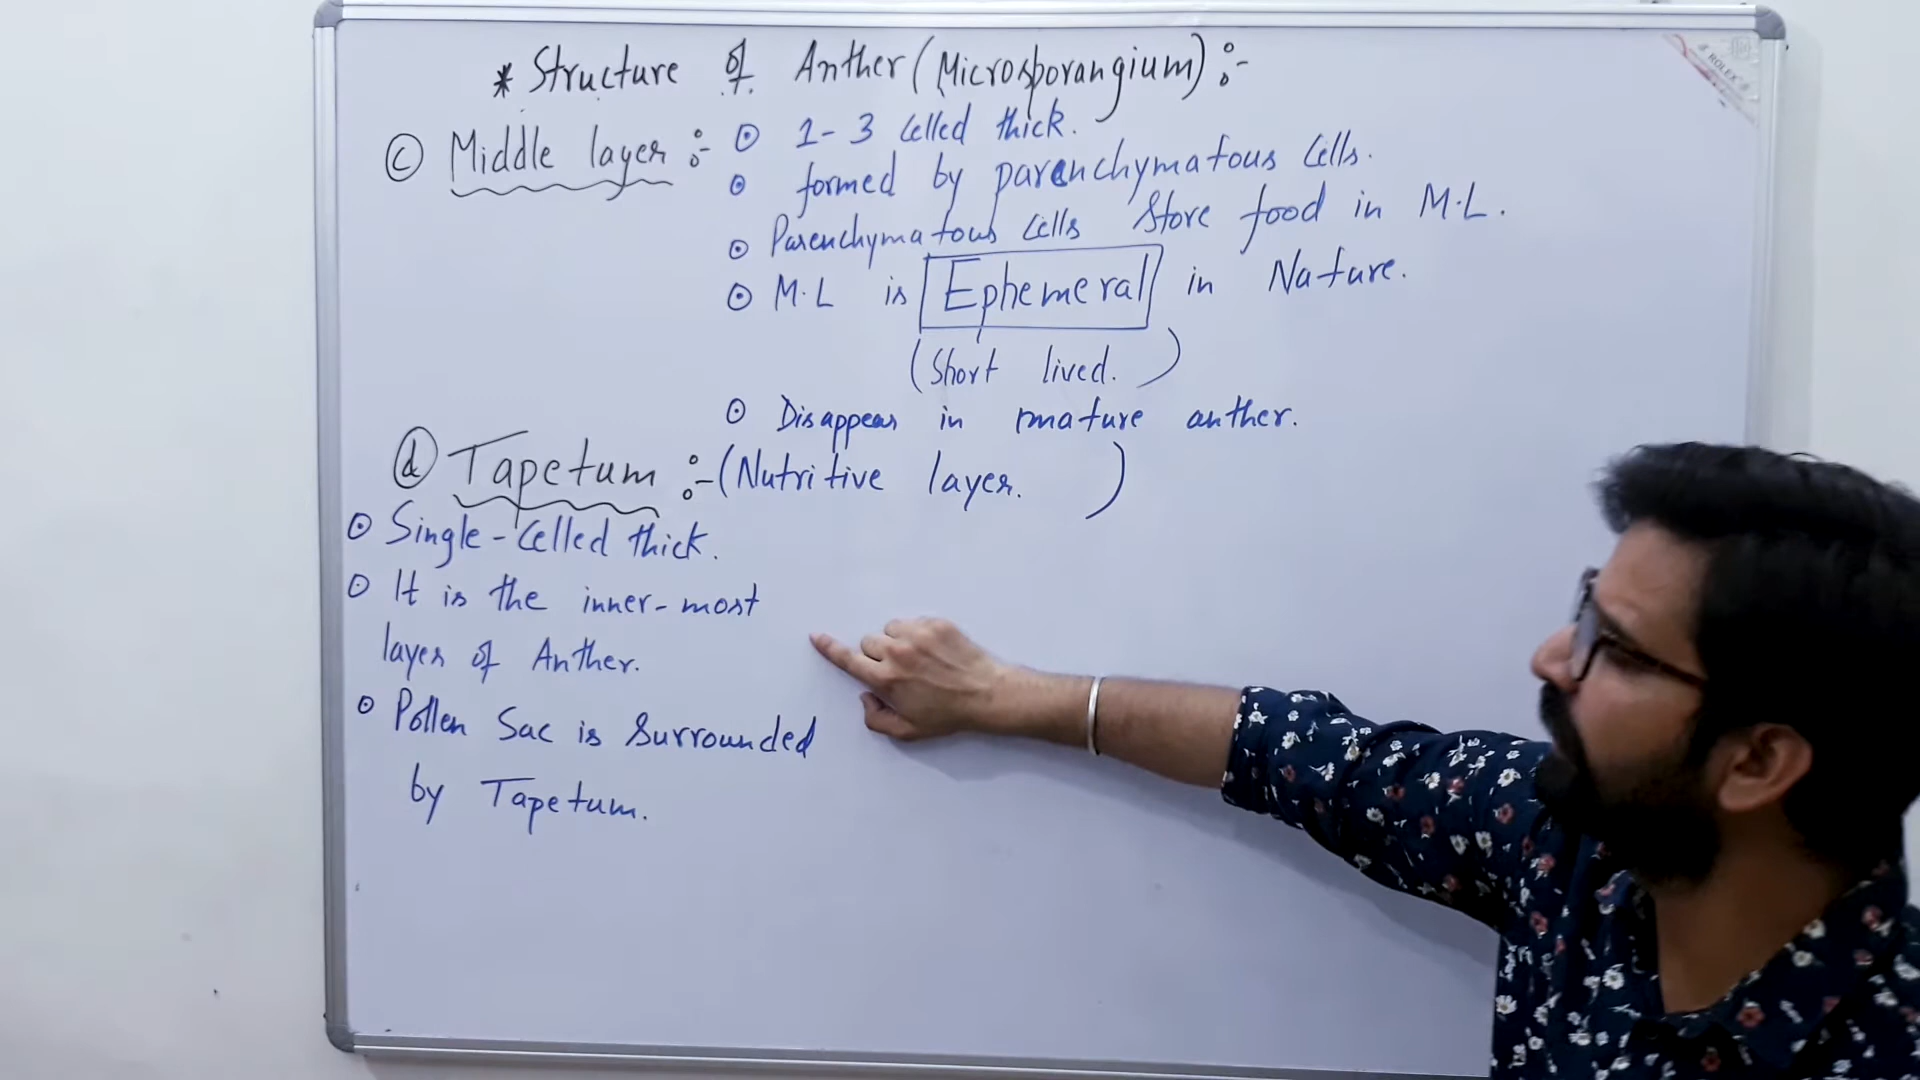 * Structure of Anther (Microsporangium) :-
(c) Middle layer :- ⊙ 1-3 Celled thick.
⊙ formed by parenchymatous Cells.
⊙ Parenchymatous Cells Store food in M.L.
⊙ M.L is Ephemeral in Nature.
(Short lived.)
⊙ Disappears in mature anther.
(d) Tapetum :- (Nutritive layer. )
⊙ Single-Celled thick.
⊙ It is the inner-most
layer of Anther.
⊙ Pollen Sac is Surrounded
by Tapetum.
ROLEX